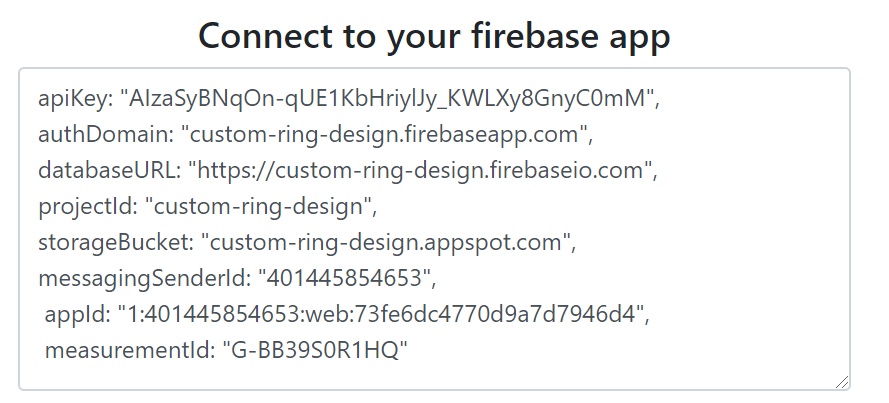 Connect to your firebase app
apiKey: "AIzaSyBNqOn-qUE1KbHriylJy_KWLXy8GnyC0mM",
authDomain: "custom-ring-design.firebaseapp.com",
databaseURL: "https://custom-ring-design.firebaseio.com",
projectId: "custom-ring-design",
storageBucket: "custom-ring-design.appspot.com",
messagingSenderId: "401445854653",
appId: "1:401445854653:web:73fe6dc4770d9a7d7946d4",
measurementId: "G-BB39S0R1HQ"